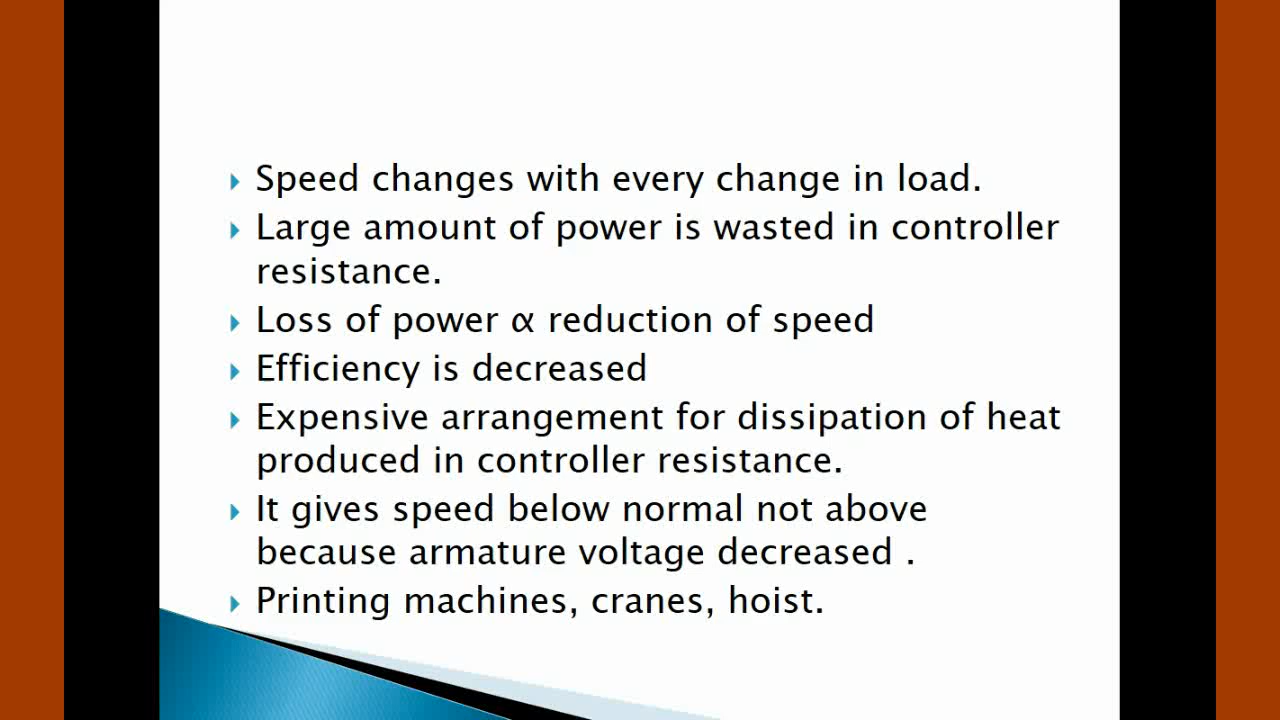 Speed changes with every change in load.
Large amount of power is wasted in controller
resistance.
Loss of power α reduction of speed
Efficiency is decreased
Expensive arrangement for dissipation of heat
produced in controller resistance.
It gives speed below normal not above
because armature voltage decreased .
Printing machines, cranes, hoist.